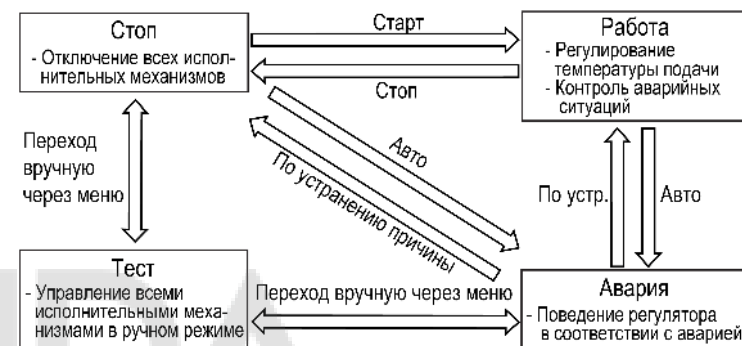 Стоп
- Отключение всех испол-
нительных механизмов
Старт
Стоп
Работа
- Регулирование
температуры подачи
- Контроль аварийных
ситуаций
Переход
вручную
через меню
Авто
По устранению причины
По устр.
Авто
Тест
- Управление всеми
исполнительными меха-
низмами в ручном режиме
Переход вручную через меню
Авария
- Поведение регулятора
в соответствии с аварией